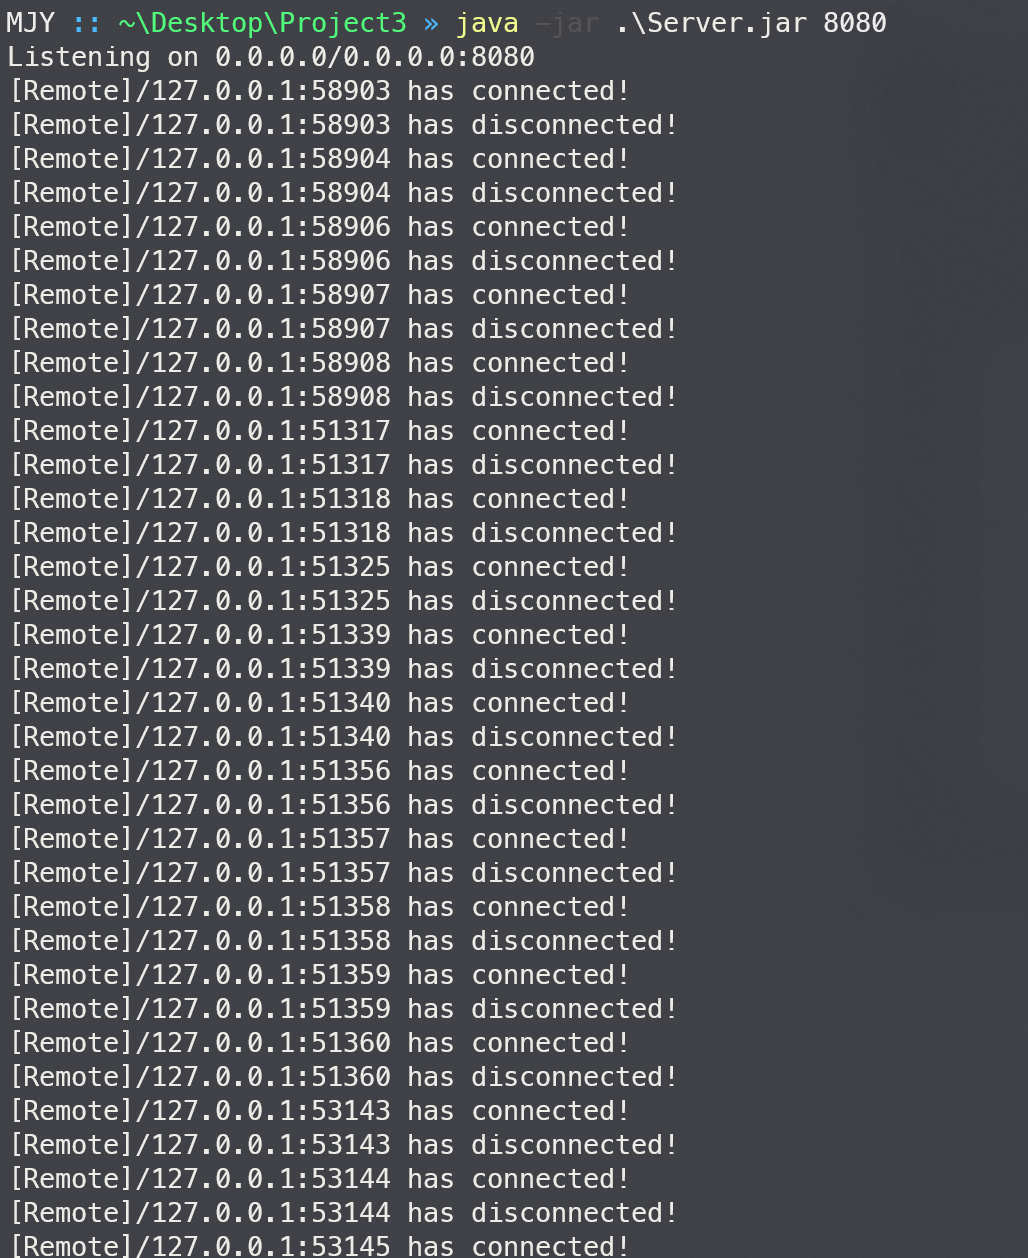 MJY :: ~\Desktop\Project3 » java -jar .\Server.jar 8080
Listening on 0.0.0.0/0.0.0.0:8080
[Remote]/127.0.0.1:58903 has connected!
[Remote]/127.0.0.1:58903 has disconnected!
[Remote]/127.0.0.1:58904 has connected!
[Remote]/127.0.0.1:58904 has disconnected!
[Remote]/127.0.0.1:58906 has connected!
[Remote]/127.0.0.1:58906 has disconnected!
[Remote]/127.0.0.1:58907 has connected!
[Remote]/127.0.0.1:58907 has disconnected!
[Remote]/127.0.0.1:58908 has connected!
[Remote]/127.0.0.1:58908 has disconnected!
[Remote]/127.0.0.1:51317 has connected!
[Remote]/127.0.0.1:51317 has disconnected!
[Remote]/127.0.0.1:51318 has connected!
[Remote]/127.0.0.1:51318 has disconnected!
[Remote]/127.0.0.1:51325 has connected!
[Remote]/127.0.0.1:51325 has disconnected!
[Remote]/127.0.0.1:51339 has connected!
[Remote]/127.0.0.1:51339 has disconnected!
[Remote]/127.0.0.1:51340 has connected!
[Remote]/127.0.0.1:51340 has disconnected!
[Remote]/127.0.0.1:51356 has connected!
[Remote]/127.0.0.1:51356 has disconnected!
[Remote]/127.0.0.1:51357 has connected!
[Remote]/127.0.0.1:51357 has disconnected!
[Remote]/127.0.0.1:51358 has connected!
[Remote]/127.0.0.1:51358 has disconnected!
[Remote]/127.0.0.1:51359 has connected!
[Remote]/127.0.0.1:51359 has disconnected!
[Remote]/127.0.0.1:51360 has connected!
[Remote]/127.0.0.1:51360 has disconnected!
[Remote]/127.0.0.1:53143 has connected!
[Remote]/127.0.0.1:53143 has disconnected!
[Remote]/127.0.0.1:53144 has connected!
[Remote]/127.0.0.1:53144 has disconnected!
[Remote]/127.0.0.1:53145 has connected!